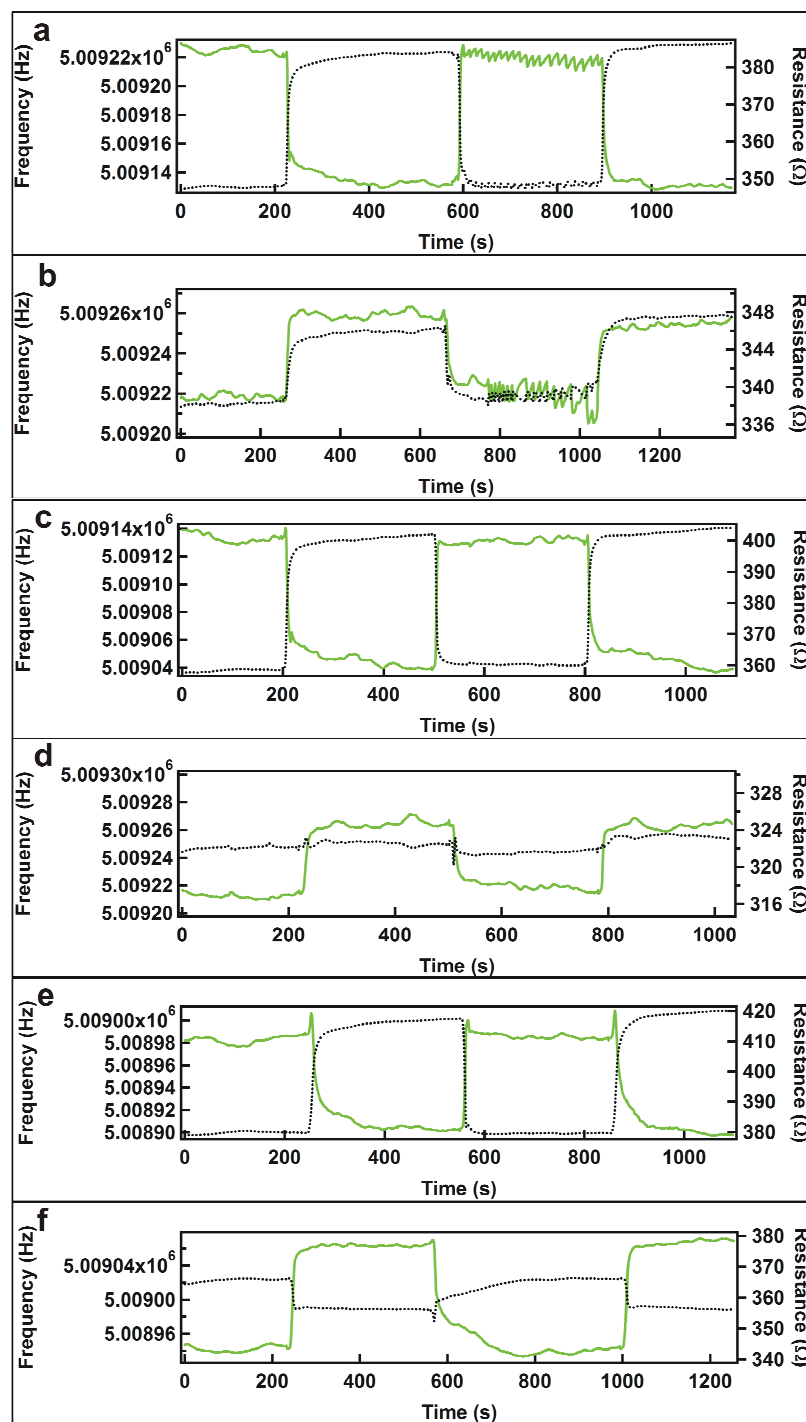 a
Frequency (Hz)
5.00922x10⁶
5.00920
5.00918
5.00916
5.00914
380
370
360
350
Resistance (Ω)
0 200 400 600 800 1000
Time (s)
b
Frequency (Hz)
5.00926x10⁶
5.00924
5.00922
5.00920
348
344
340
336
Resistance (Ω)
0 200 400 600 800 1000 1200
Time (s)
c
Frequency (Hz)
5.00914x10⁶
5.00912
5.00910
5.00908
5.00906
5.00904
400
390
380
370
360
Resistance (Ω)
0 200 400 600 800 1000
Time (s)
d
Frequency (Hz)
5.00930x10⁶
5.00928
5.00926
5.00924
5.00922
5.00920
328
324
320
316
Resistance (Ω)
0 200 400 600 800 1000
Time (s)
e
Frequency (Hz)
5.00900x10⁶
5.00898
5.00896
5.00894
5.00892
5.00890
420
410
400
390
380
Resistance (Ω)
0 200 400 600 800 1000
Time (s)
f
Frequency (Hz)
5.00904x10⁶
5.00900
5.00896
380
370
360
350
340
Resistance (Ω)
0 200 400 600 800 1000 1200
Time (s)